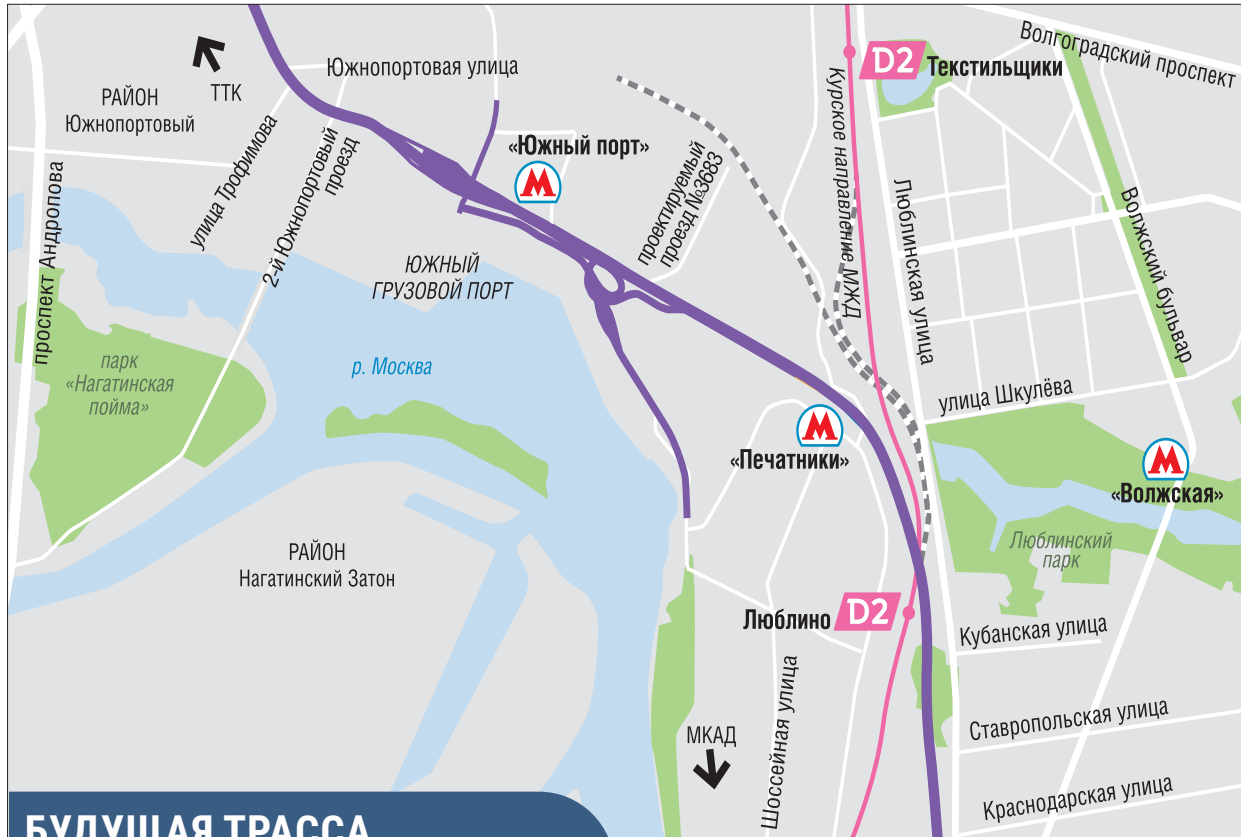 Волгоградский проспект
D2
Текстильщики
Южнопортовая улица
ТТК
РАЙОН
Южнопортовый
«Южный порт»
М
улица Трофимова
2-й Южнопортовый
проезд
проектируемый
проезд №3683
Курское направление МЖД
Люблинская улица
Волжский бульвар
проспект Андропова
ЮЖНЫЙ
ГРУЗОВОЙ ПОРТ
р. Москва
парк
«Нагатинская
пойма»
улица Шкулёва
М
«Печатники»
М
«Волжская»
Люблинский
парк
РАЙОН
Нагатинский Затон
Люблино
D2
Кубанская улица
Ставропольская улица
МКАД
Шоссейная улица
Краснодарская улица
БУДУЩАЯ ТРАССА